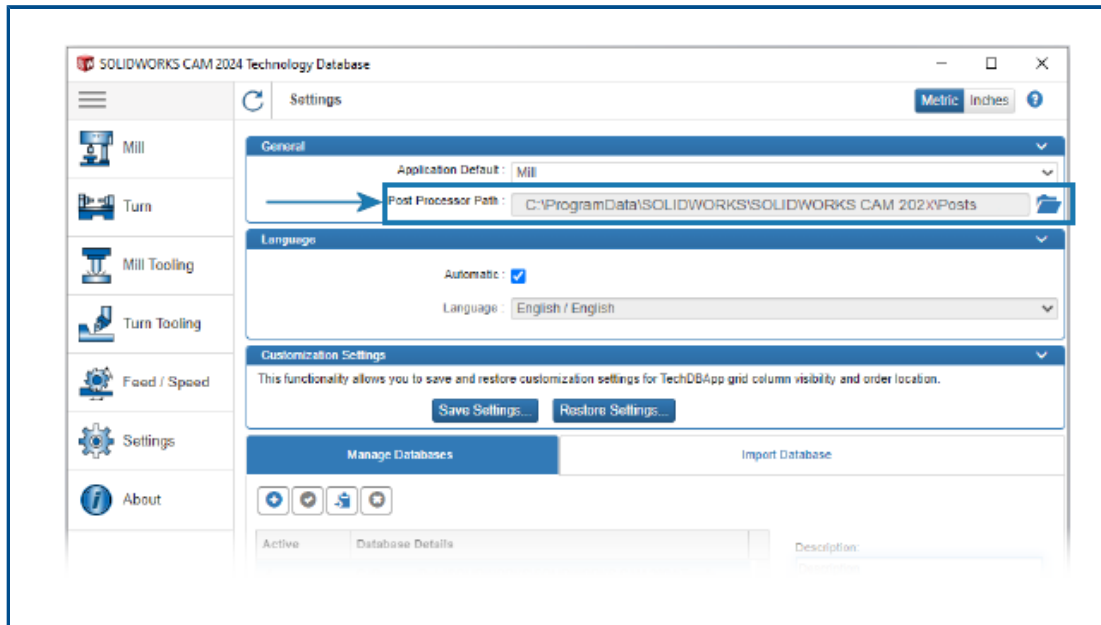 SOLIDWORKS CAM 2024 Technology Database
Settings
Metric Inches
Mill
Turn
Mill Tooling
Turn Tooling
Feed / Speed
Settings
About
General
Application Default : Mill
Post Processor Path : C:\ProgramData\SOLIDWORKS\SOLIDWORKS CAM 202X\Posts
Language
Automatic :
Language : English / English
Customization Settings
This functionality allows you to save and restore customization settings for TechDBApp grid column visibility and order location.
Save Settings... Restore Settings...
Manage Databases Import Database
Active Database Details
Description:
Description